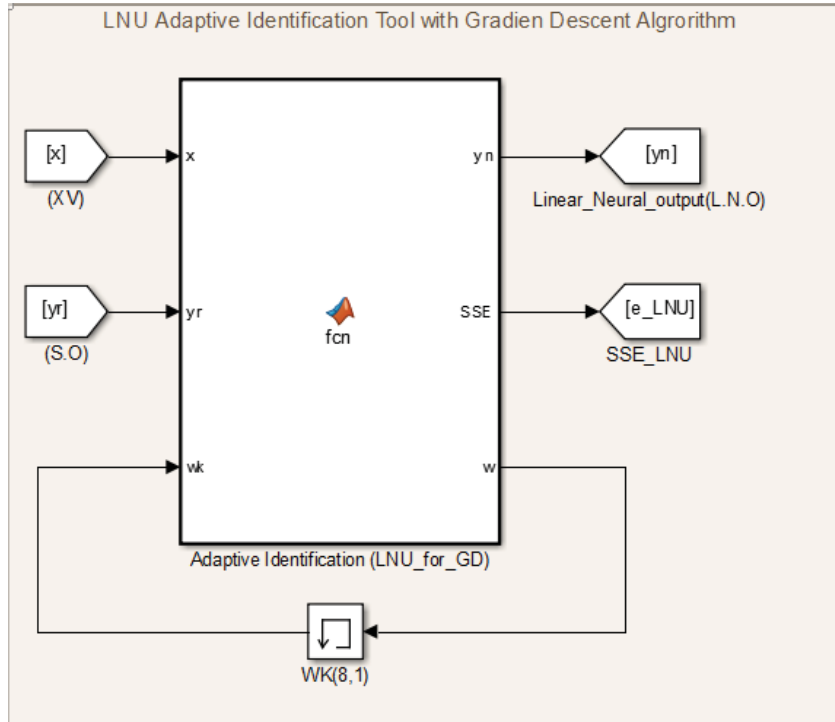 LNU Adaptive Identification Tool with Gradien Descent Algrorithm
[x]
(XV)
x
yn
[yn]
Linear_Neural_output(L.N.O)
[yr]
(S.O)
yr
fcn
SSE
[e_LNU]
SSE_LNU
wk
w
Adaptive Identification (LNU_for_GD)
WK(8,1)